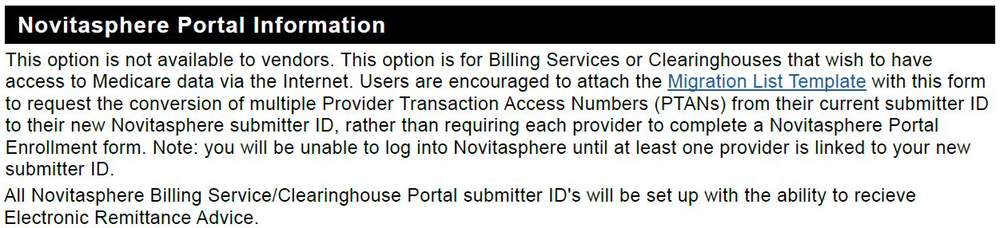 Novitasphere Portal Information
This option is not available to vendors. This option is for Billing Services or Clearinghouses that wish to have
access to Medicare data via the Internet. Users are encouraged to attach the Migration List Template with this form
to request the conversion of multiple Provider Transaction Access Numbers (PTANs) from their current submitter ID
to their new Novitasphere submitter ID, rather than requiring each provider to complete a Novitasphere Portal
Enrollment form. Note: you will be unable to log into Novitasphere until at least one provider is linked to your new
submitter ID.
All Novitasphere Billing Service/Clearinghouse Portal submitter ID's will be set up with the ability to recieve
Electronic Remittance Advice.